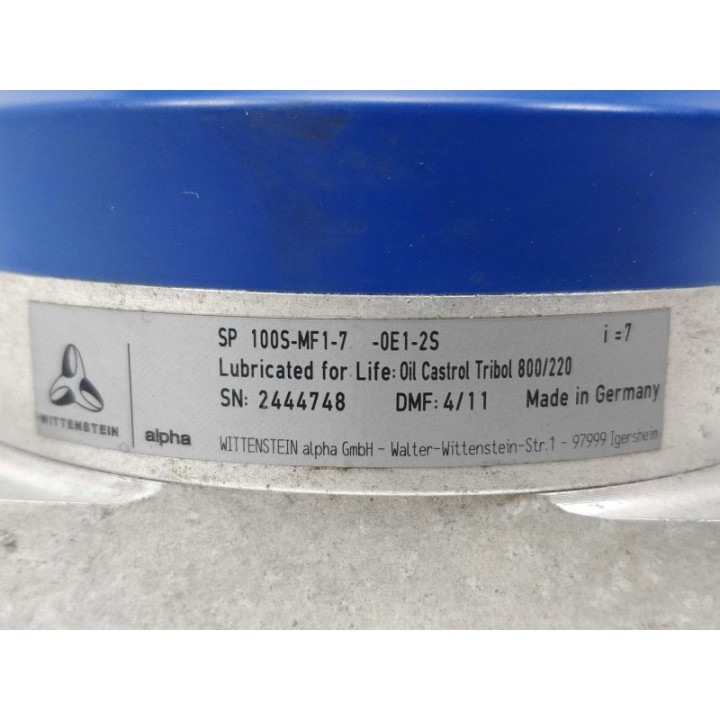 SP 100S-MF1-7 -0E1-2S i=7
Lubricated for Life: Oil Castrol Tribol 800/220
SN: 2444748 DMF: 4/11 Made in Germany
WITTENSTEIN alpha WITTENSTEIN alpha GmbH - Walter-Wittenstein-Str.1 - 97999 Igersheim